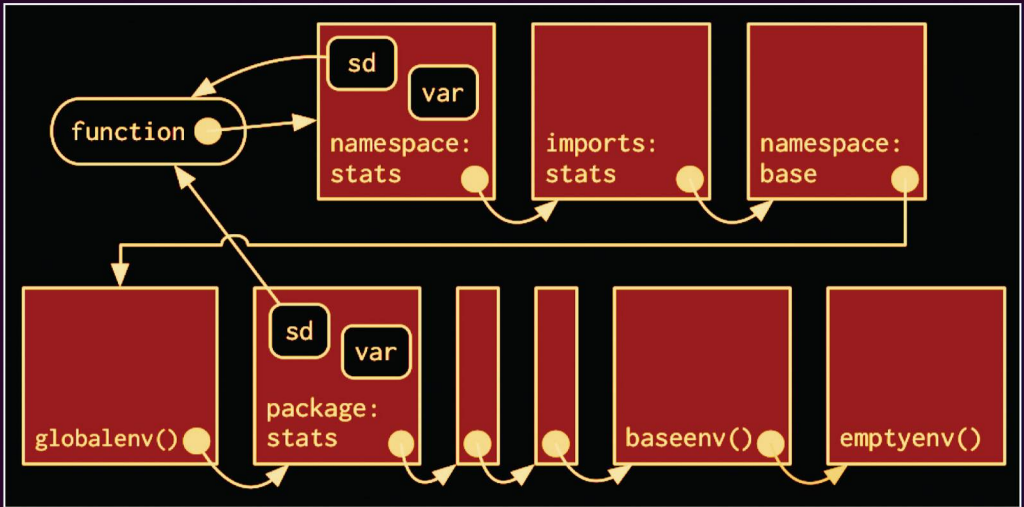 sd
var
function
namespace:
stats
imports:
stats
namespace:
base
sd
var
package:
stats
globalenv()
baseenv()
emptyenv()